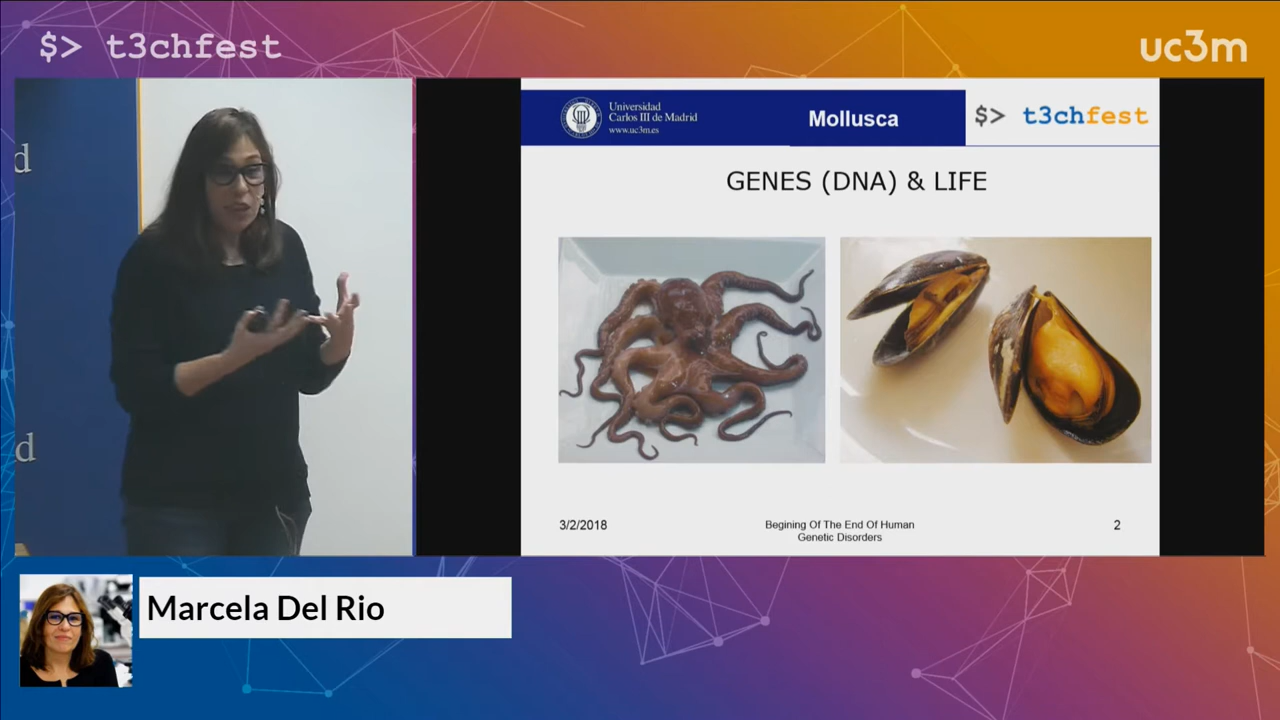 $> t3chfest
uc3m
d
d
Universidad
Carlos III de Madrid
www.uc3m.es
Mollusca
$> t3chfest
GENES (DNA) & LIFE
3/2/2018
Begining Of The End Of Human
Genetic Disorders
2
Marcela Del Rio